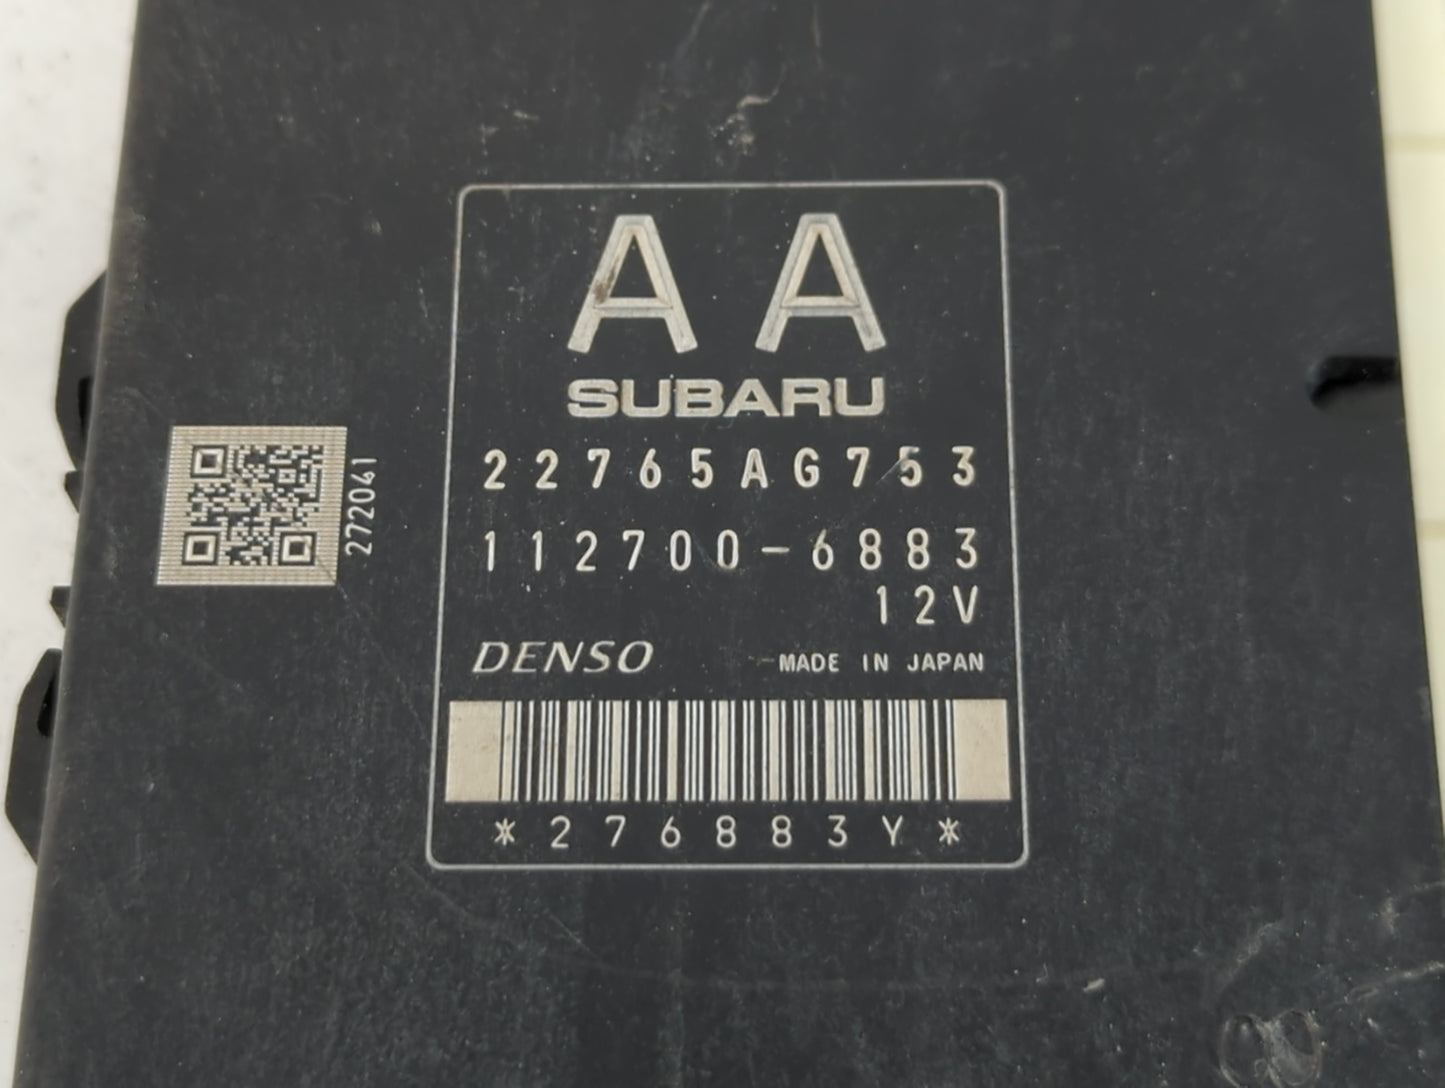 AA
SUBARU
22765AG753
112700-6883
12V
DENSO MADE IN JAPAN
*276883Y*
272041